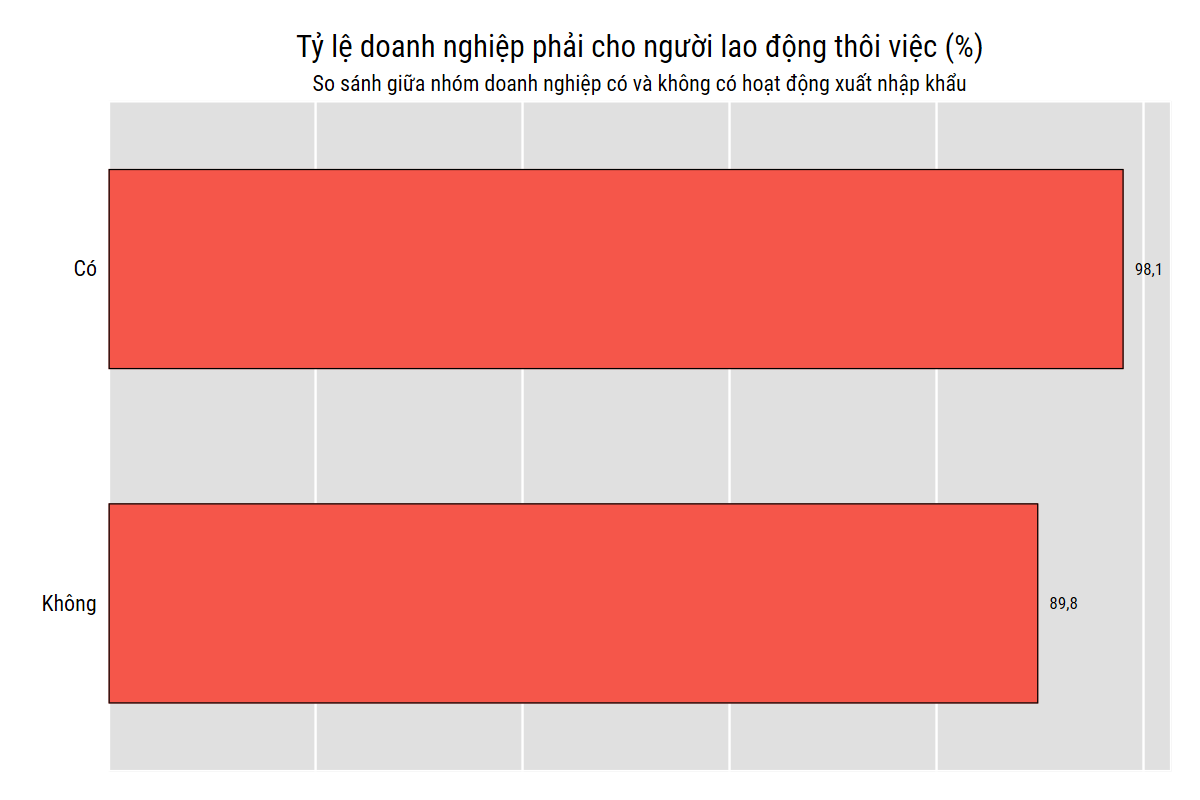 Tỷ lệ doanh nghiệp phải cho người lao động thôi việc (%)
So sánh giữa nhóm doanh nghiệp có và không có hoạt động xuất nhập khẩu
Có
98,1
Không
89,8